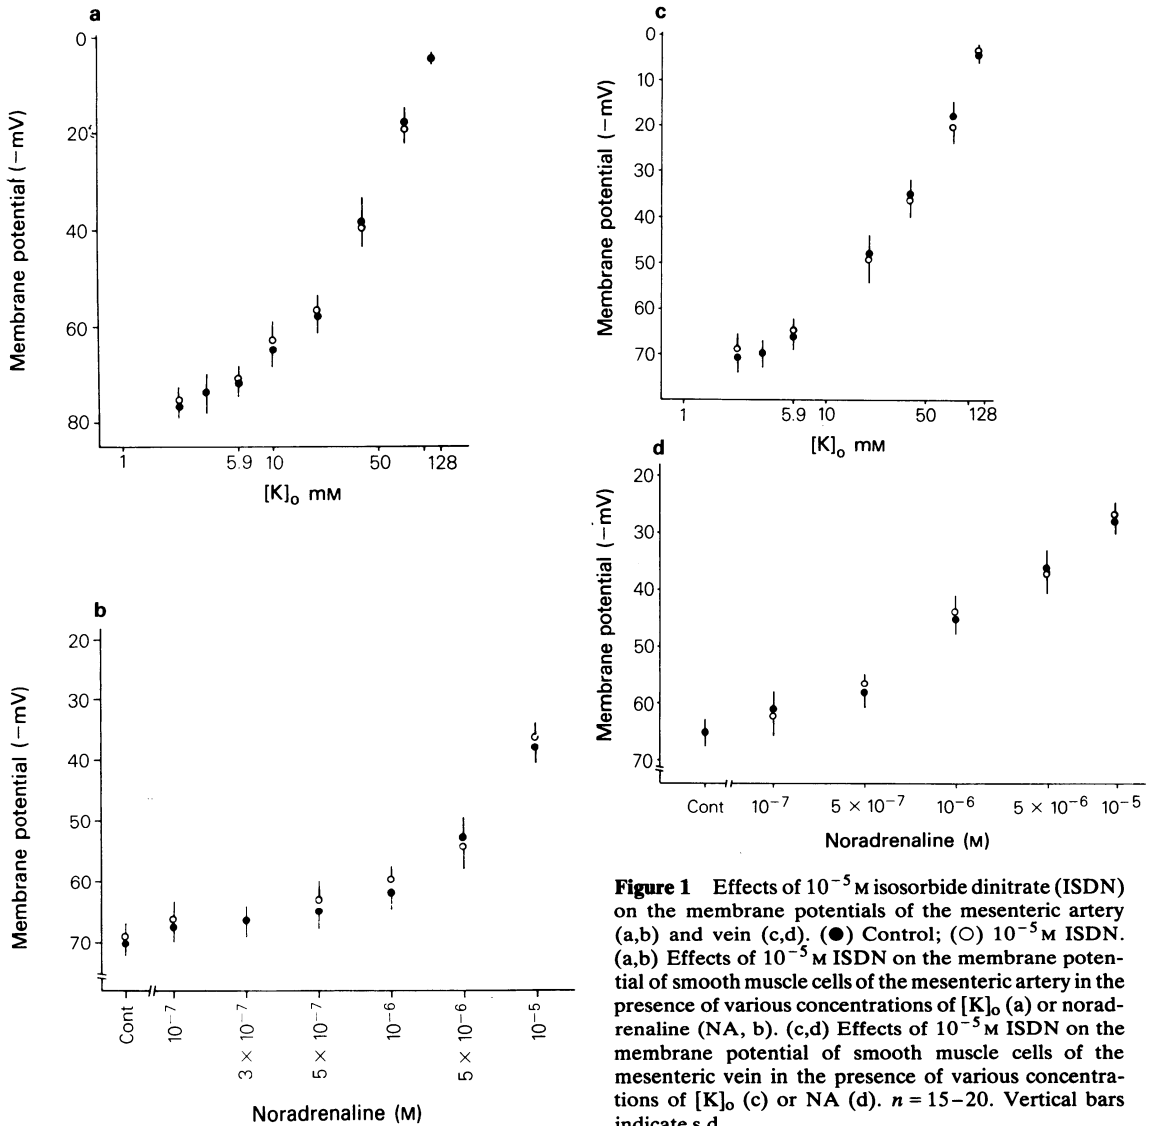 a
0
20
40
60
80
Membrane potential (−mV)
1 5.9 10 50 128
[K]o mM
b
20
30
40
50
60
70
Membrane potential (−mV)
Cont 10⁻⁷ 3 × 10⁻⁷ 5 × 10⁻⁷ 10⁻⁶ 5 × 10⁻⁶ 10⁻⁵
Noradrenaline (M)
c
0
10
20
30
40
50
60
70
Membrane potential (−mV)
1 5.9 10 50 128
[K]o mM
d
20
30
40
50
60
70
Membrane potential (−mV)
Cont 10⁻⁷ 5 × 10⁻⁷ 10⁻⁶ 5 × 10⁻⁶ 10⁻⁵
Noradrenaline (M)
Figure 1 Effects of 10⁻⁵ M isosorbide dinitrate (ISDN)
on the membrane potentials of the mesenteric artery
(a,b) and vein (c,d). (●) Control; (○) 10⁻⁵ M ISDN.
(a,b) Effects of 10⁻⁵ M ISDN on the membrane poten-
tial of smooth muscle cells of the mesenteric artery in the
presence of various concentrations of [K]o (a) or norad-
renaline (NA, b). (c,d) Effects of 10⁻⁵ M ISDN on the
membrane potential of smooth muscle cells of the
mesenteric vein in the presence of various concentra-
tions of [K]o (c) or NA (d). n = 15–20. Vertical bars
indicate s.d.